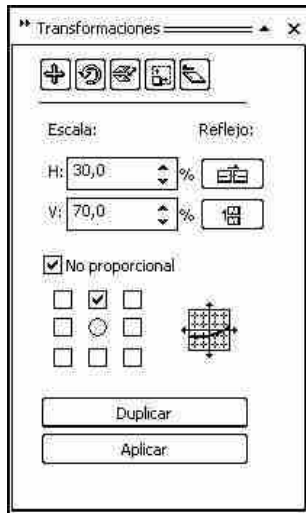 Transformaciones
Escala: Reflejo:
H: 30,0 %
V: 70,0 %
No proporcional
Duplicar
Aplicar